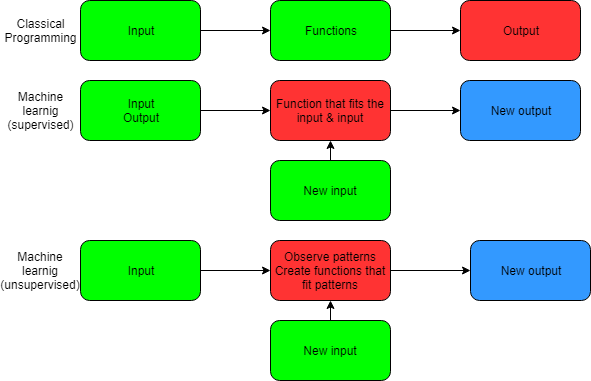 Classical
Programming
Input
Functions
Output
Machine
learnig
(supervised)
Input
Output
Function that fits the
input & input
New output
New input
Machine
learnig
(unsupervised)
Input
Observe patterns
Create functions that
fit patterns
New output
New input